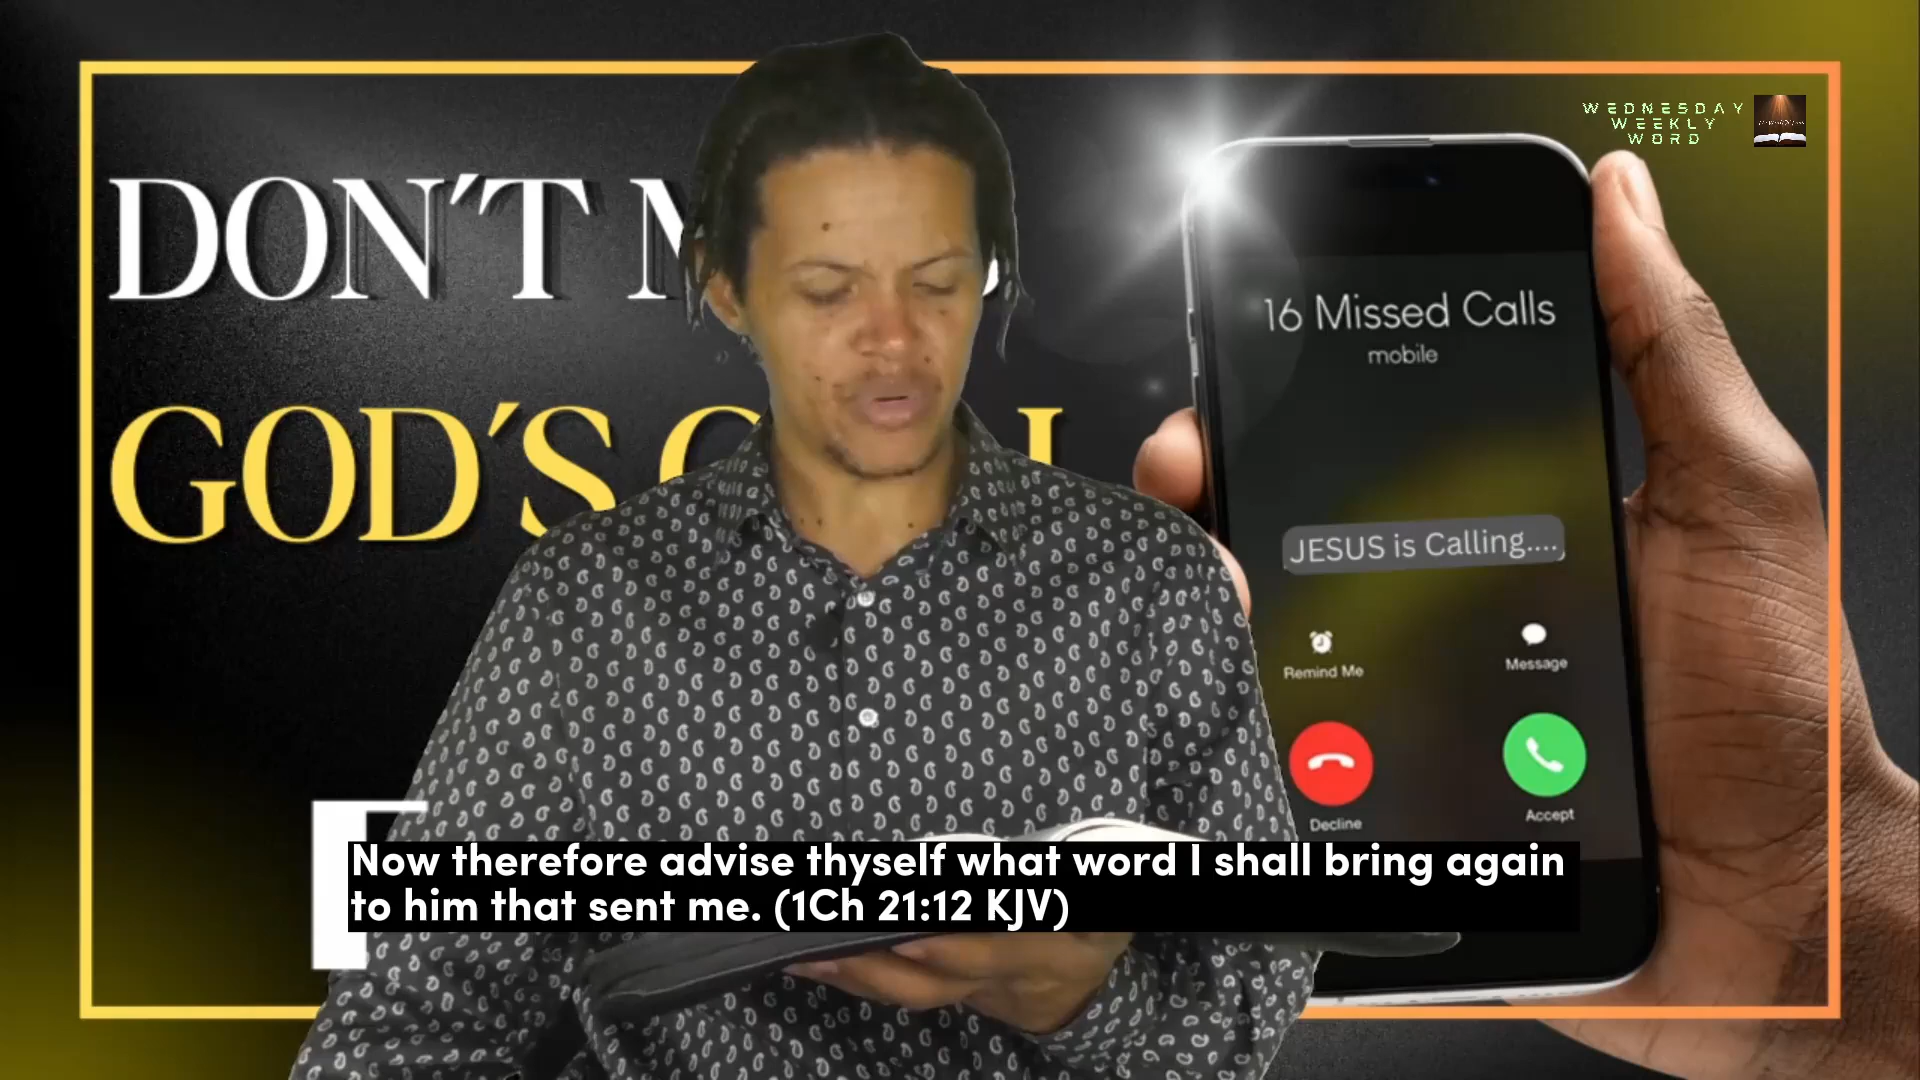 DON'T M
GOD'S
WEDNESDAY
WEEKLY
WORD
16 Missed Calls
mobile
JESUS is Calling....
Remind Me
Message
Decline
Accept
Now therefore advise thyself what word I shall bring again
to him that sent me. (1Ch 21:12 KJV)